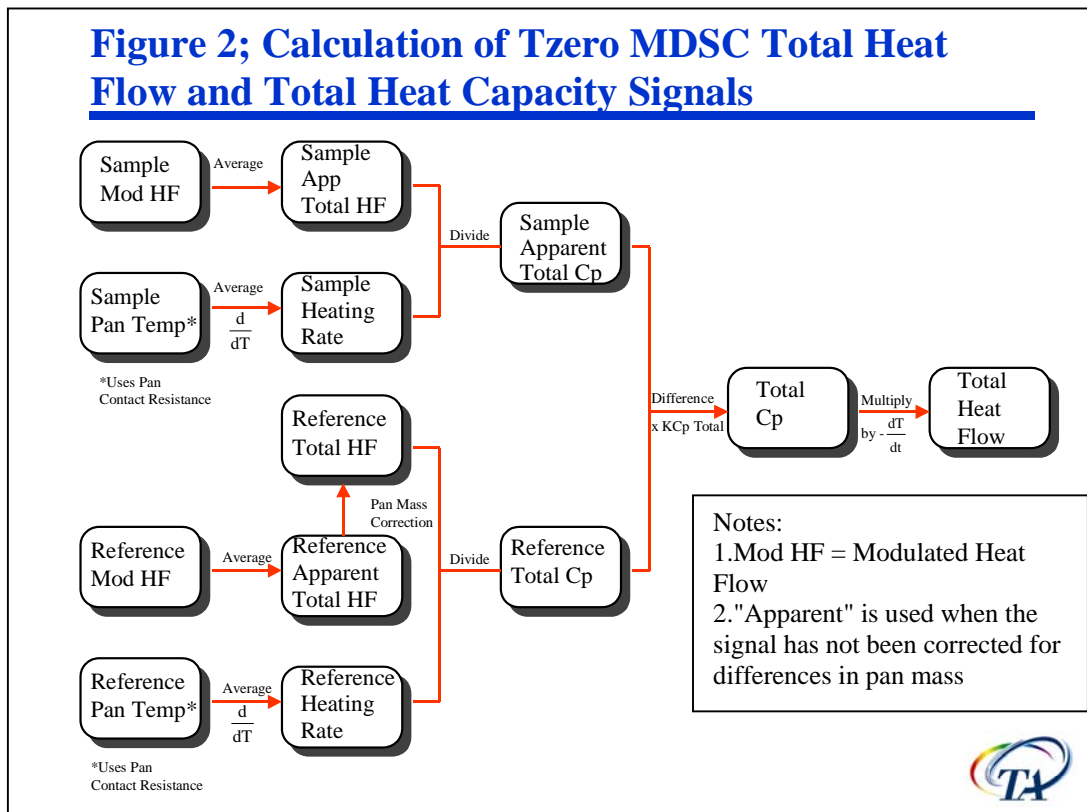 Figure 2; Calculation of Tzero MDSC Total Heat
Flow and Total Heat Capacity Signals
Sample
Mod HF
Average
Sample
App
Total HF
Sample
Pan Temp*
Average
d
dT
Sample
Heating
Rate
*Uses Pan
Contact Resistance
Divide
Sample
Apparent
Total Cp
Reference
Total HF
Pan Mass
Correction
Reference
Mod HF
Average
Reference
Apparent
Total HF
Divide
Reference
Total Cp
Reference
Pan Temp*
Average
d
dT
Reference
Heating
Rate
*Uses Pan
Contact Resistance
Difference
x KCp Total
Total
Cp
Multiply
by - dT
dt
Total
Heat
Flow
Notes:
1.Mod HF = Modulated Heat
Flow
2."Apparent" is used when the
signal has not been corrected for
differences in pan mass
TA